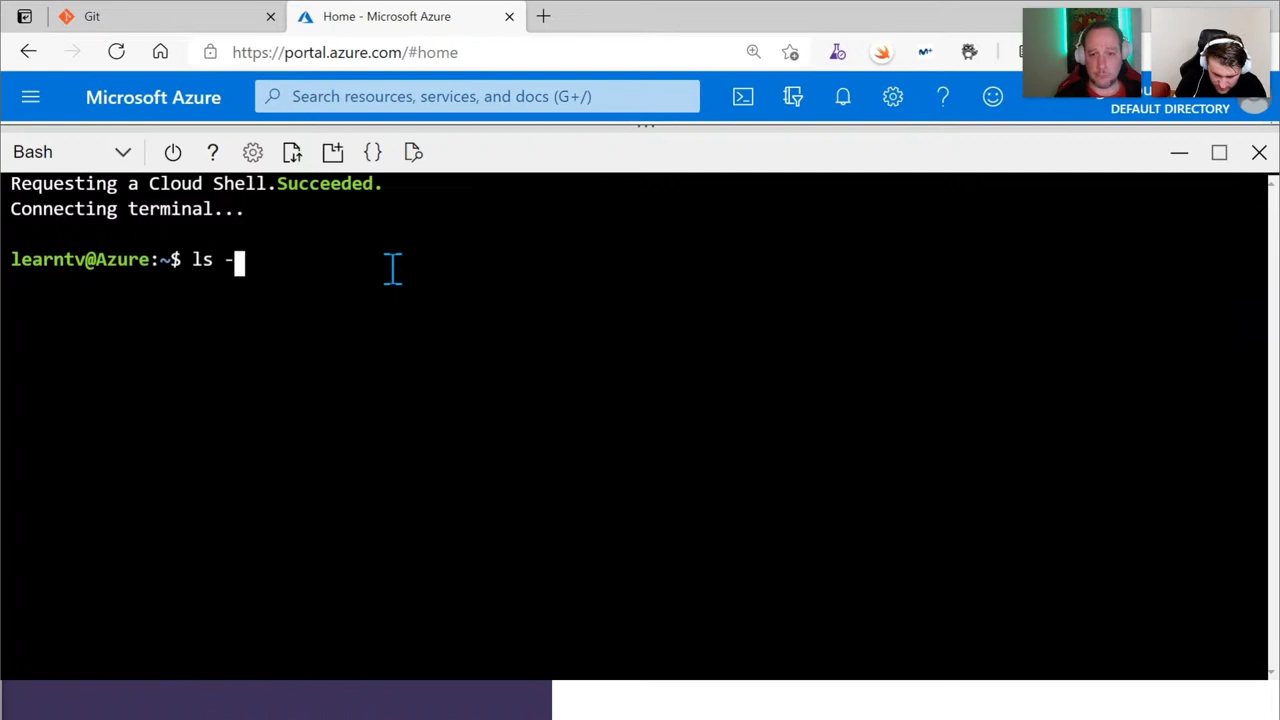 Git
Home - Microsoft Azure
https://portal.azure.com/#home
Microsoft Azure
Search resources, services, and docs (G+/)
DEFAULT DIRECTORY
Bash
Requesting a Cloud Shell.Succeeded.
Connecting terminal...
learntv@Azure:~$ ls -